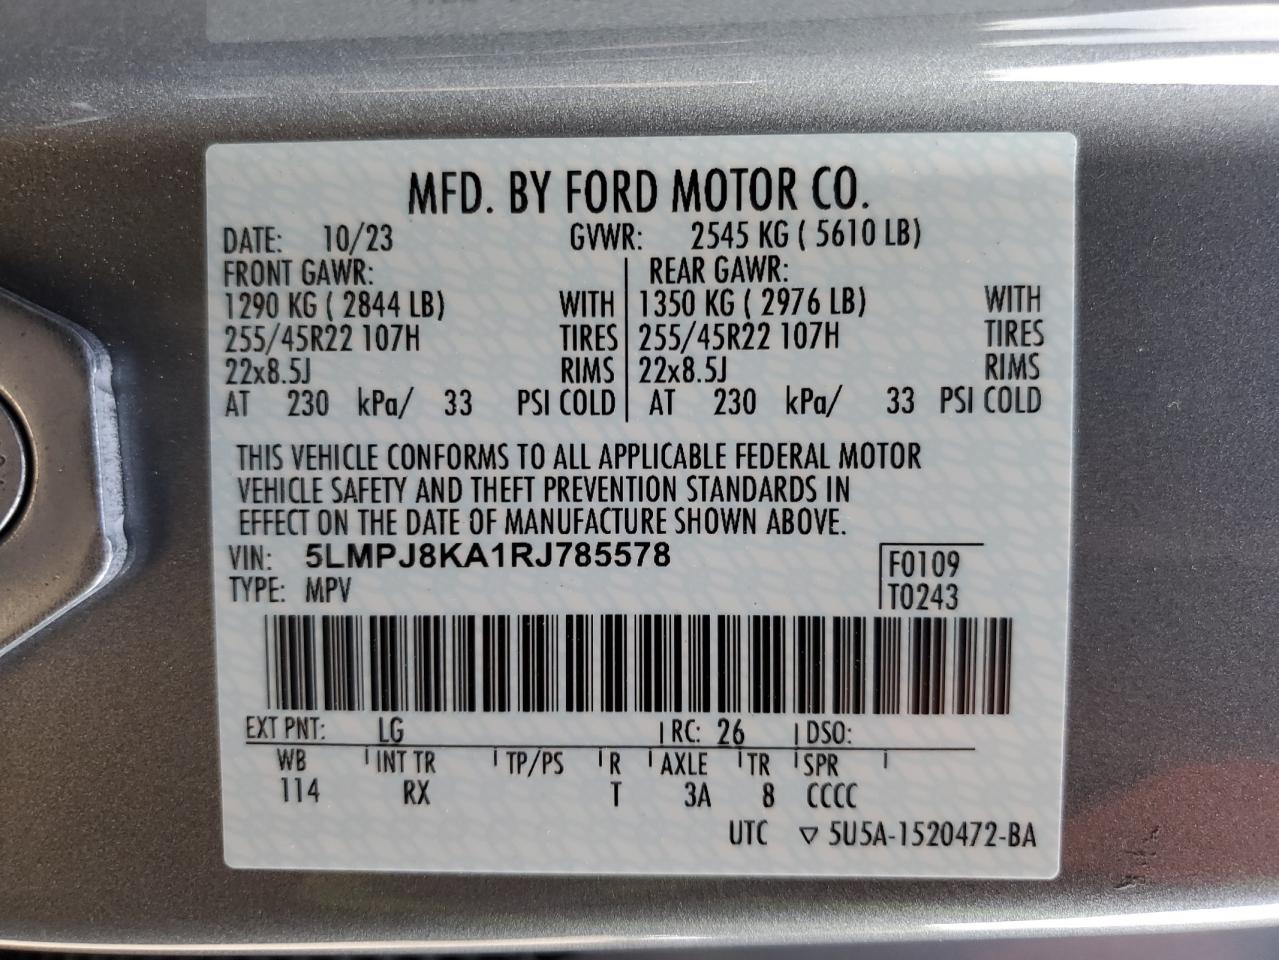 MFD. BY FORD MOTOR CO.
DATE: 10/23 GVWR: 2545 KG ( 5610 LB)
FRONT GAWR: REAR GAWR:
1290 KG ( 2844 LB) WITH 1350 KG ( 2976 LB) WITH
255/45R22 107H TIRES 255/45R22 107H TIRES
22x8.5J RIMS 22x8.5J RIMS
AT 230 kPa/ 33 PSI COLD AT 230 kPa/ 33 PSI COLD
THIS VEHICLE CONFORMS TO ALL APPLICABLE FEDERAL MOTOR
VEHICLE SAFETY AND THEFT PREVENTION STANDARDS IN
EFFECT ON THE DATE OF MANUFACTURE SHOWN ABOVE.
VIN: 5LMPJ8KA1RJ785578 F0109
TYPE: MPV T0243
EXT PNT: LG RC: 26 DSO:
WB INT TR TP/PS R AXLE TR SPR
114 RX T 3A 8 CCCC
UTC ▽ 5U5A-1520472-BA